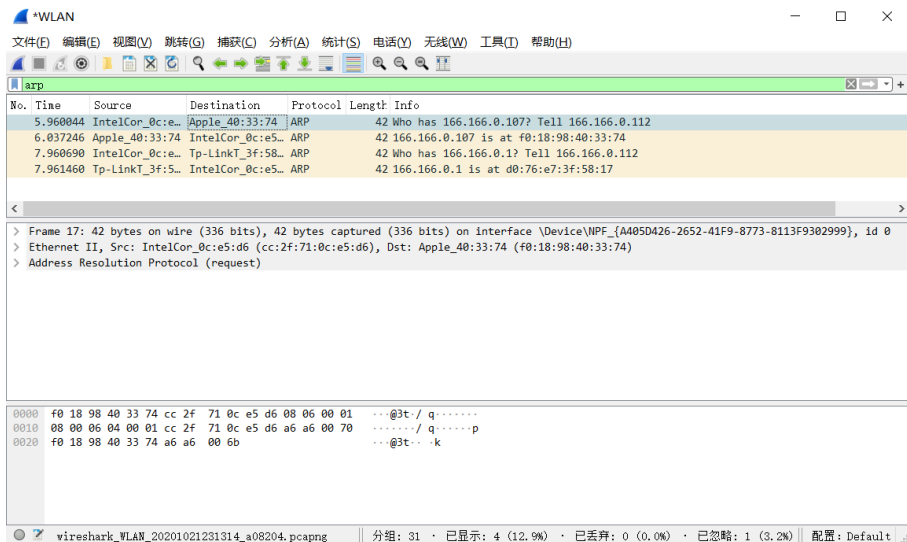 *WLAN
文件(F) 编辑(E) 视图(V) 跳转(G) 捕获(C) 分析(A) 统计(S) 电话(Y) 无线(W) 工具(T) 帮助(H)
arp
No. Time Source Destination Protocol Length Info
5.960044 IntelCor_0c:e… Apple_40:33:74 ARP 42 Who has 166.166.0.107? Tell 166.166.0.112
6.037246 Apple_40:33:74 IntelCor_0c:e5… ARP 42 166.166.0.107 is at f0:18:98:40:33:74
7.960690 IntelCor_0c:e… Tp-LinkT_3f:58… ARP 42 Who has 166.166.0.1? Tell 166.166.0.112
7.961460 Tp-LinkT_3f:5… IntelCor_0c:e5… ARP 42 166.166.0.1 is at d0:76:e7:3f:58:17
> Frame 17: 42 bytes on wire (336 bits), 42 bytes captured (336 bits) on interface \Device\NPF_{A405D426-2652-41F9-8773-8113F9302999}, id 0
> Ethernet II, Src: IntelCor_0c:e5:d6 (cc:2f:71:0c:e5:d6), Dst: Apple_40:33:74 (f0:18:98:40:33:74)
> Address Resolution Protocol (request)
0000 f0 18 98 40 33 74 cc 2f 71 0c e5 d6 08 06 00 01 ···@3t·/ q·······
0010 08 00 06 04 00 01 cc 2f 71 0c e5 d6 a6 a6 00 70 ·······/ q······p
0020 f0 18 98 40 33 74 a6 a6 00 6b ···@3t·· ·k
wireshark_WLAN_20201021231314_a08204.pcapng 分组: 31 · 已显示: 4 (12.9%) · 已丢弃: 0 (0.0%) · 已忽略: 1 (3.2%) 配置: Default